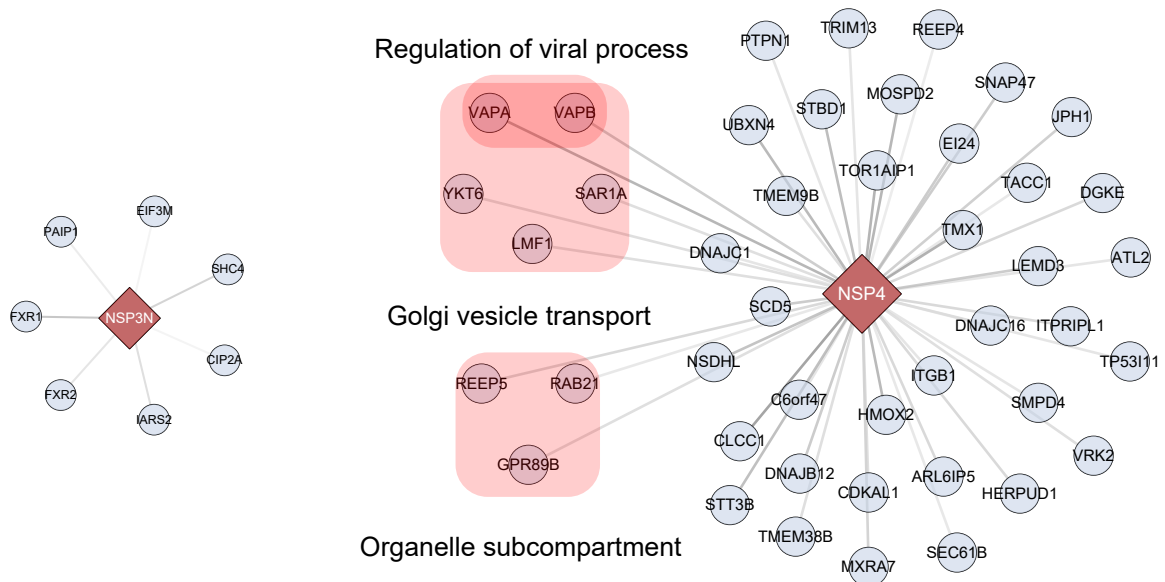 Regulation of viral process
VAPA
VAPB
YKT6
SAR1A
LMF1
Golgi vesicle transport
REEP5
RAB21
GPR89B
Organelle subcompartment
EIF3M
PAIP1
SHC4
NSP3N
FXR1
CIP2A
FXR2
IARS2
PTPN1
TRIM13
REEP4
SNAP47
MOSPD2
STBD1
JPH1
UBXN4
EI24
TOR1AIP1
TACC1
DGKE
TMEM9B
TMX1
DNAJC1
LEMD3
ATL2
NSP4
SCD5
DNAJC16
ITPRIPL1
NSDHL
TP53I11
ITGB1
C6orf47
HMOX2
SMPD4
CLCC1
VRK2
DNAJB12
ARL6IP5
CDKAL1
HERPUD1
STT3B
TMEM38B
SEC61B
MXRA7